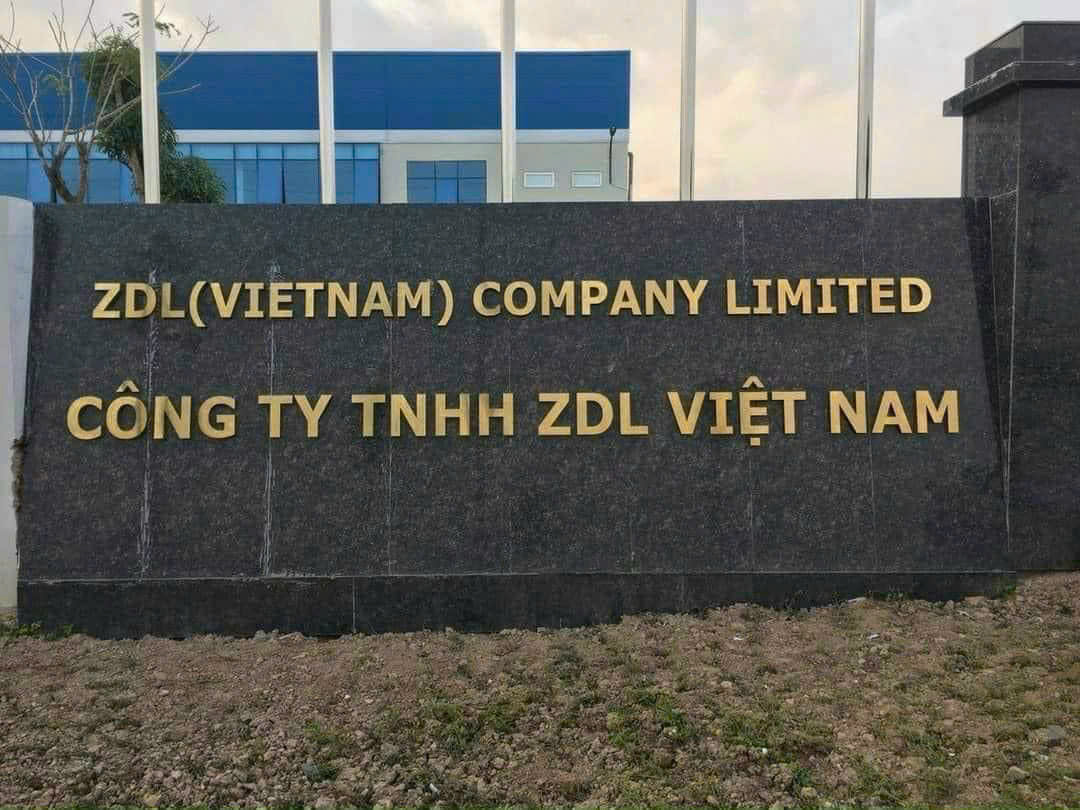 ZDL(VIETNAM) COMPANY LIMITED
CÔNG TY TNHH ZDL VIỆT NAM